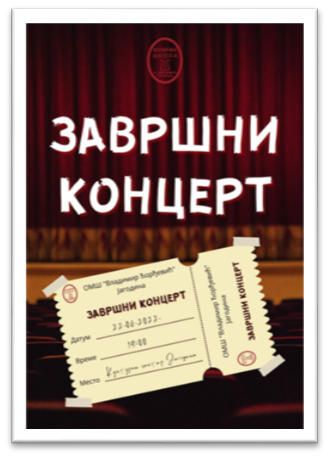 ЗАВРШНИ
КОНЦЕРТ
ОМШ "Владимир Ђорђевић"
Јагодина
ЗАВРШНИ КОНЦЕРТ
Датум
Време 19:00
Место
ОМШ "Владимир Ђорђевић"
Јагодина
ЗАВРШНИ КОНЦЕРТ